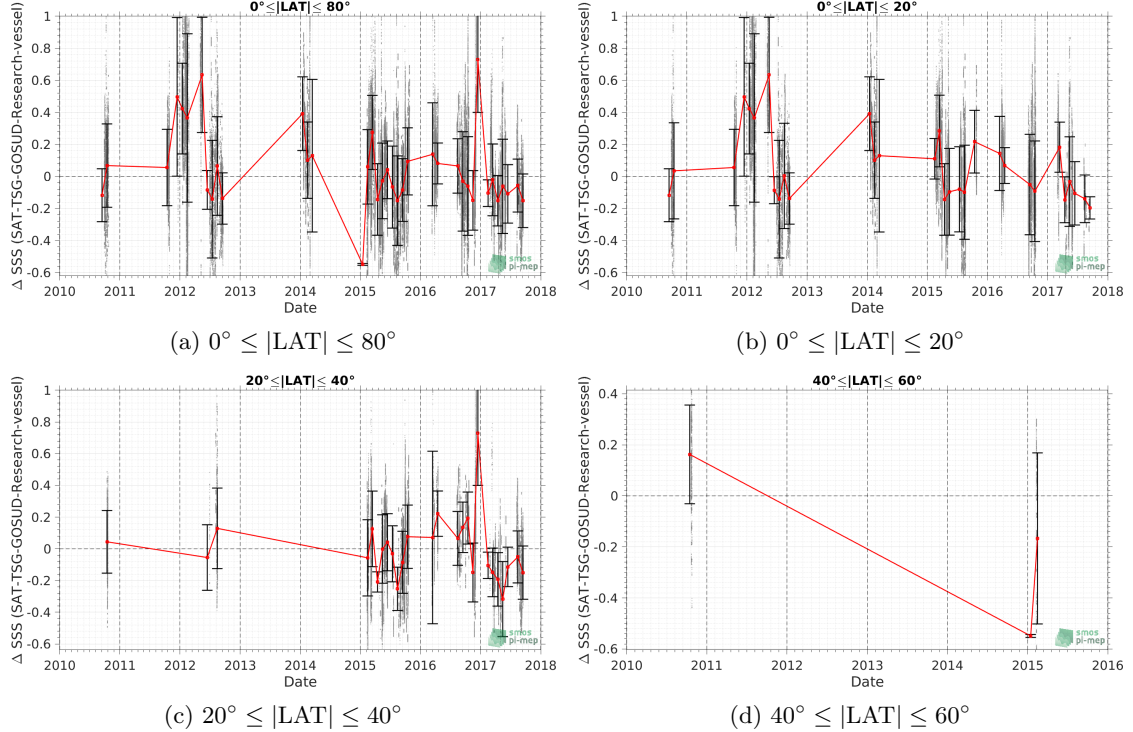 0°≤|LAT|≤ 80°
Δ SSS (SAT-TSG-GOSUD-Research-vessel)
1
0.8
0.6
0.4
0.2
0
-0.2
-0.4
-0.6
2010 2011 2012 2013 2014 2015 2016 2017 2018
Date
smos
pi-mep
(a) 0° ≤ |LAT| ≤ 80°
0°≤|LAT|≤ 20°
Δ SSS (SAT-TSG-GOSUD-Research-vessel)
1
0.8
0.6
0.4
0.2
0
-0.2
-0.4
-0.6
2010 2011 2012 2013 2014 2015 2016 2017 2018
Date
smos
pi-mep
(b) 0° ≤ |LAT| ≤ 20°
20°≤|LAT|≤ 40°
Δ SSS (SAT-TSG-GOSUD-Research-vessel)
1
0.8
0.6
0.4
0.2
0
-0.2
-0.4
-0.6
2010 2011 2012 2013 2014 2015 2016 2017 2018
Date
smos
pi-mep
(c) 20° ≤ |LAT| ≤ 40°
40°≤|LAT|≤ 60°
Δ SSS (SAT-TSG-GOSUD-Research-vessel)
0.4
0.2
0
-0.2
-0.4
-0.6
2010 2011 2012 2013 2014 2015 2016
Date
smos
pi-mep
(d) 40° ≤ |LAT| ≤ 60°